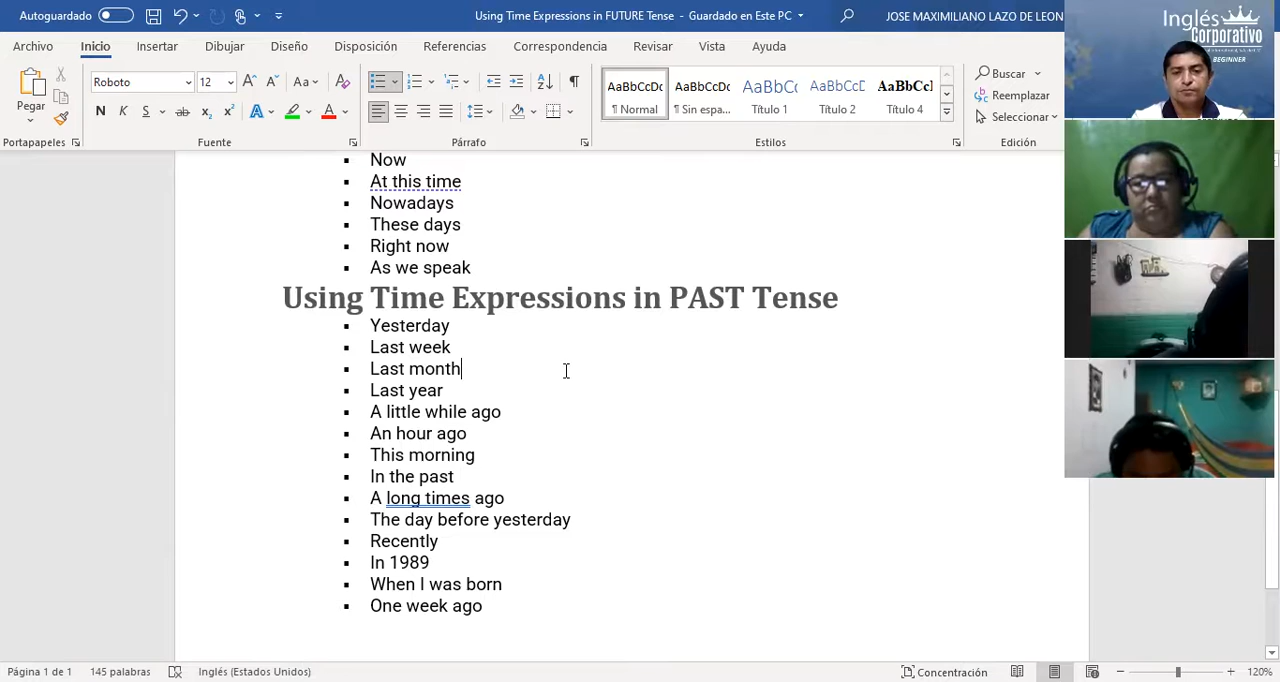 Autoguardado
Using Time Expressions in FUTURE Tense - Guardado en Este PC
JOSE MAXIMILIANO LAZO DE LEON
Archivo Inicio Insertar Dibujar Diseño Disposición Referencias Correspondencia Revisar Vista Ayuda
Pegar
Portapapeles
Roboto 12
Aa
N K S ab x₂ x² A A
Fuente
Párrafo
AaBbCcDc AaBbCcDc AaBbCc AaBbCcD AaBbCcI
¶ Normal ¶ Sin espa... Título 1 Título 2 Título 4
Estilos
Buscar
Reemplazar
Seleccionar
Edición
Inglés
Corporativo
BEGINNER
Now
At this time
Nowadays
These days
Right now
As we speak
Using Time Expressions in PAST Tense
Yesterday
Last week
Last month
Last year
A little while ago
An hour ago
This morning
In the past
A long times ago
The day before yesterday
Recently
In 1989
When I was born
One week ago
Página 1 de 1 145 palabras Inglés (Estados Unidos) Concentración 120%